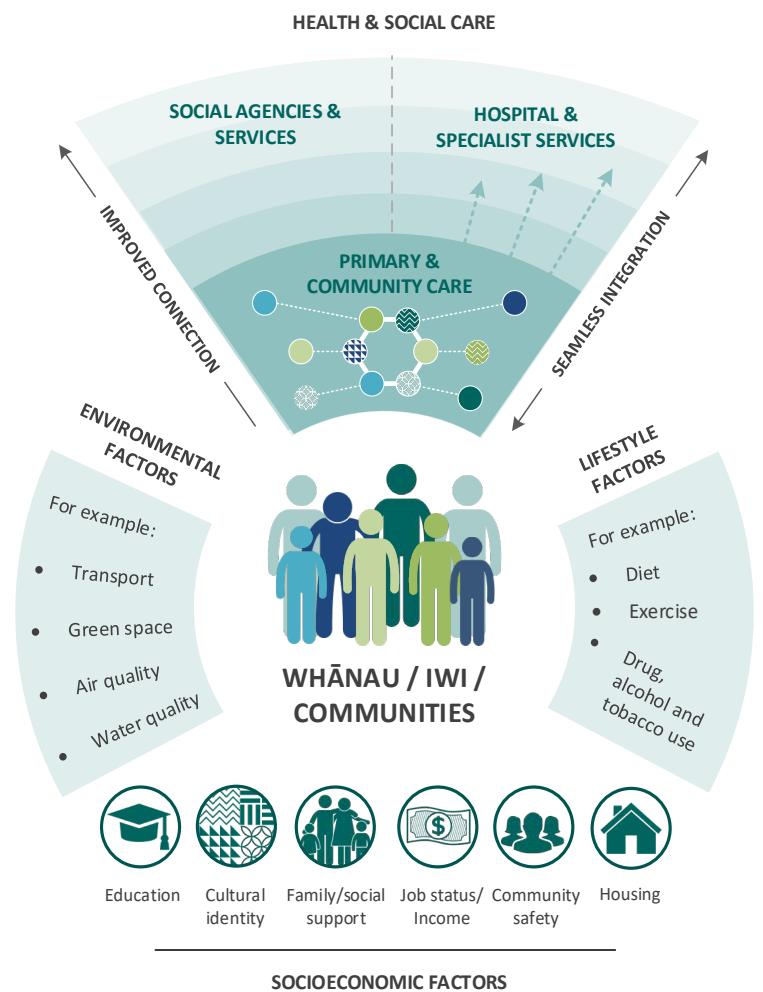 HEALTH & SOCIAL CARE
SOCIAL AGENCIES &
SERVICES
HOSPITAL &
SPECIALIST SERVICES
IMPROVED CONNECTION
SEAMLESS INTEGRATION
PRIMARY &
COMMUNITY CARE
ENVIRONMENTAL
FACTORS
For example:
• Transport
• Green space
• Air quality
• Water quality
LIFESTYLE
FACTORS
For example:
• Diet
• Exercise
• Drug,
alcohol and
tobacco use
WHĀNAU / IWI /
COMMUNITIES
$
Education
Cultural
identity
Family/social
support
Job status/
Income
Community
safety
Housing
SOCIOECONOMIC FACTORS